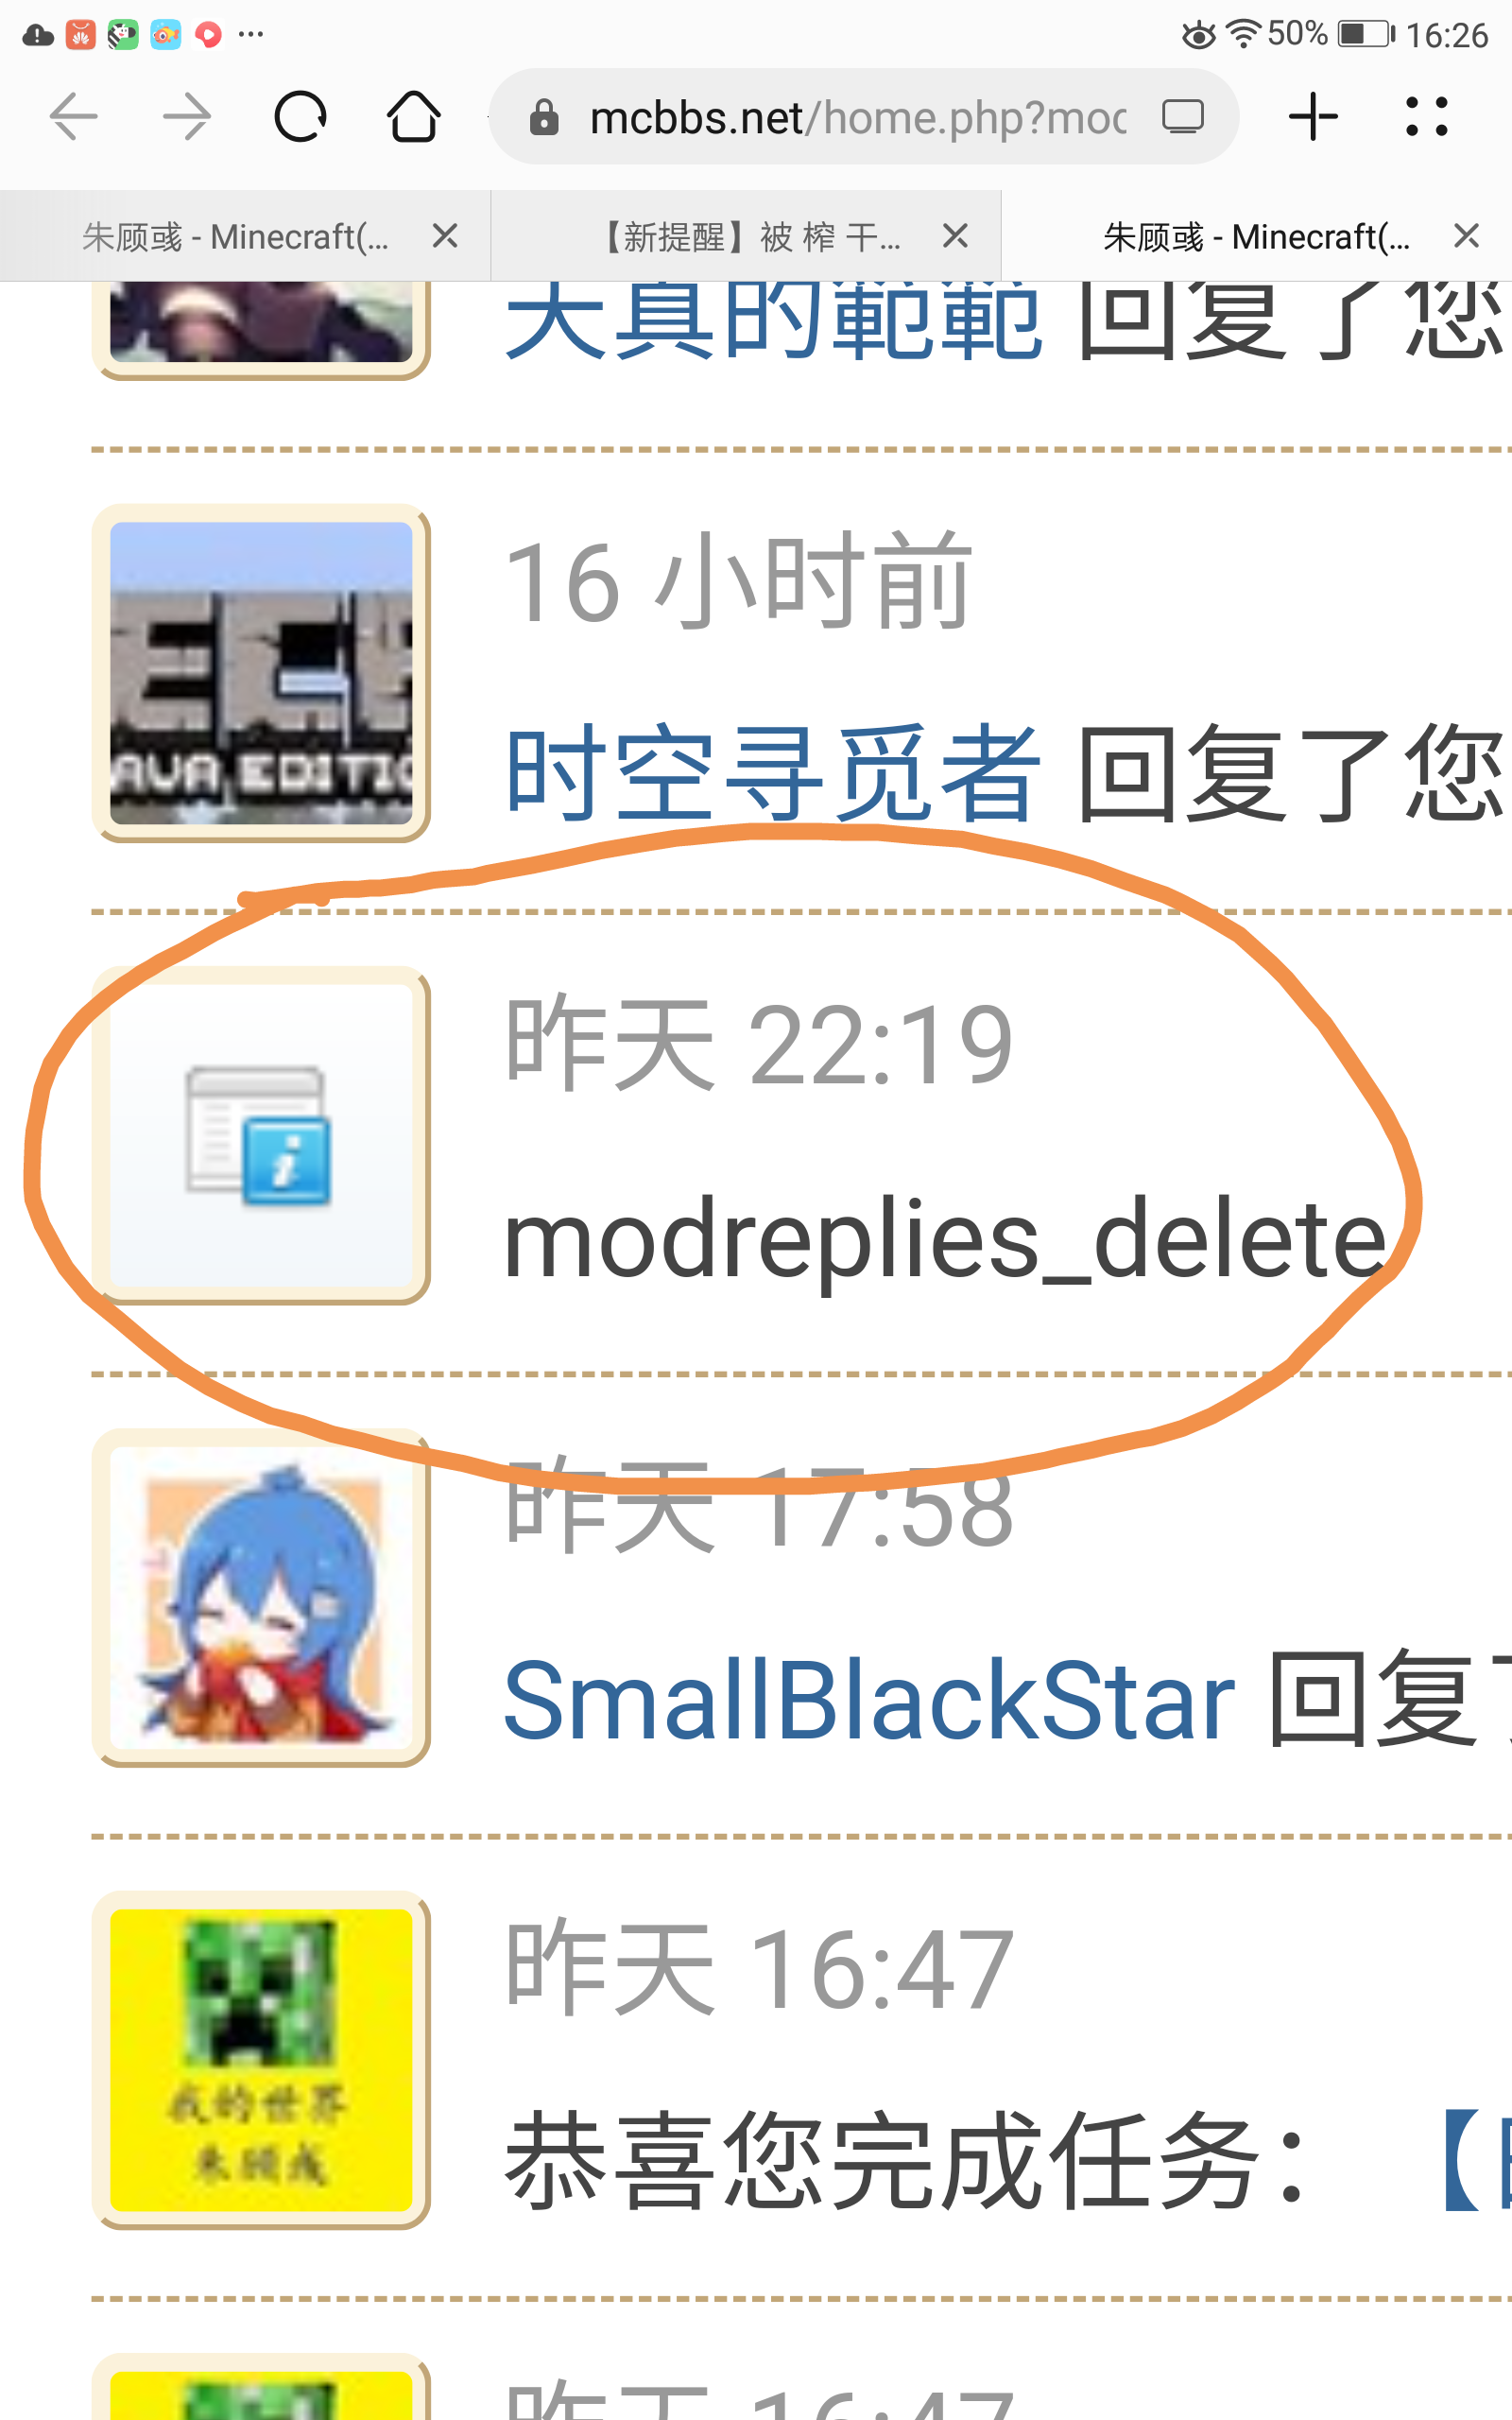 50% 16:26
mcbbs.net/home.php?moc
朱顾彧 - Minecraft(...
【新提醒】被 榨 干...
朱顾彧 - Minecraft(...
天真的範範 回复了您
16 小时前
AVA EDITI
时空寻觅者 回复了您
昨天 22:19
modreplies_delete
昨天 17:58
SmallBlackStar 回复了
昨天 16:47
我的世界
朱顾彧
恭喜您完成任务：【
昨天 16:47